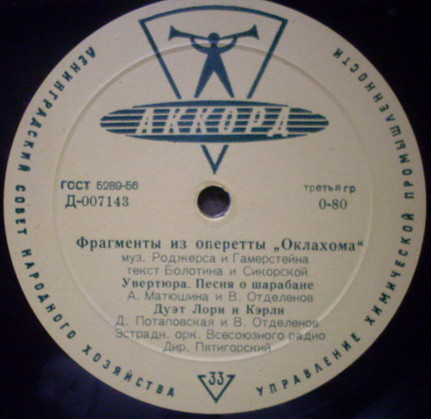 ЛЕНИНГРАДСКИЙ СОВЕТ НАРОДНОГО ХОЗЯЙСТВА
УПРАВЛЕНИЕ ХИМИЧЕСКОЙ ПРОМЫШЛЕННОСТИ
АККОРД
ГОСТ 5289-56
третья гр
Д-007143
0-80
Фрагменты из оперетты „Оклахома“
муз. Роджерса и Гамерстейна
текст Болотина и Сикорской
Увертюра. Песня о шарабане
А. Матюшина и В. Отделенов
Дуэт Лори и Кэрли
Д. Потаповская и В. Отделенов
Эстрадн. орк. Всесоюзного радио
Дир. Пятигорский
33